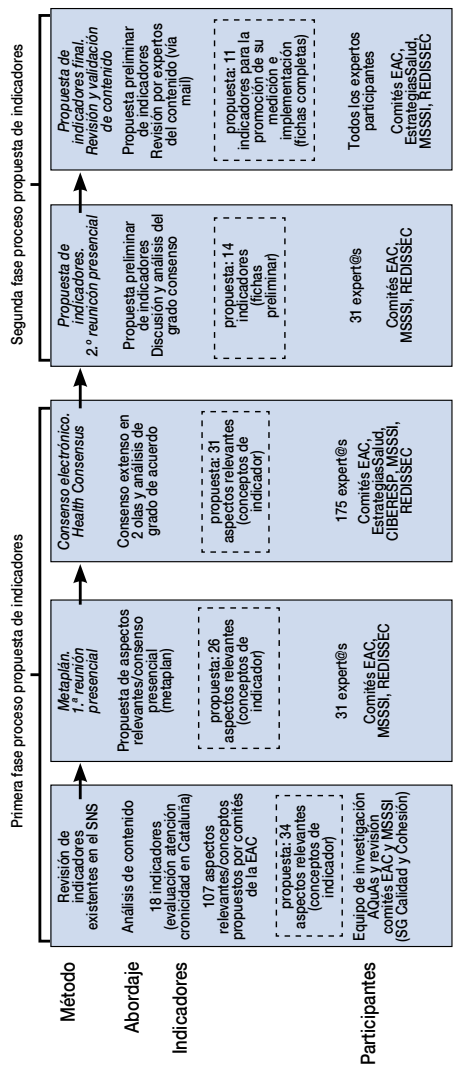 Primera fase proceso propuesta de indicadores
Segunda fase proceso propuesta de indicadores
Método
Abordaje
Indicadores
Participantes
Revisión de
indicadores
existentes en el SNS
Análisis de contenido
18 indicadores
(evaluación atención
cronicidad en Cataluña)
107 aspectos
relevantes/conceptos
propuestos por comités
de la EAC
propuesta: 34
aspectos relevantes
(conceptos de
indicador)
Equipo de investigación
AQuAs y revisión
comités EAC y MSSSI
(SG Calidad y Cohesión)
Metaplán.
1.ª reunión
presencial
Propuesta de aspectos
relevantes/consenso
presencial
(metaplan)
propuesta: 26
aspectos relevantes
(conceptos de
indicador)
31 expert@s
Comités EAC,
MSSSI, REDISSEC
Consenso electrónico.
Health Consensus
Consenso extenso en
2 olas y análisis de
grado de acuerdo
propuesta: 31
aspectos relevantes
(conceptos de
indicador)
175 expert@s
Comités EAC,
EstrategiasSalud,
CIBERESP, MSSSI,
REDISSEC
Propuesta de
indicadores.
2.º reunicón presencial
Propuesta preliminar
de indicadores
Discusión y análisis del
grado consenso
propuesta: 14
indicadores
(fichas
preliminar)
31 expert@s
Comités EAC,
MSSSI, REDISSEC
Propuesta de
indicadores final.
Revisión y validación
de contenido
Propuesta preliminar
de indicadores
Revisión por expertos
del contenido (vía
mail)
propuesta: 11
indicadores para la
promoción de su
medición e
implementación
(fichas completas)
Todos los expertos
participantes
Comités EAC,
EstrategiasSalud,
MSSSI, REDISSEC